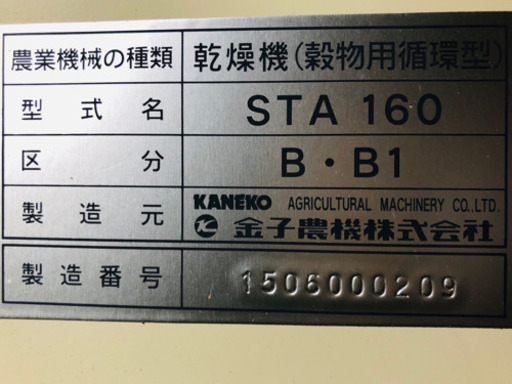 農業機械の種類 乾燥機(穀物用循環型)
型式名 STA 160
区分 B・B1
製造元 KANEKO AGRICULTURAL MACHINERY CO.,LTD.
金子農機株式会社
製造番号 1506000209